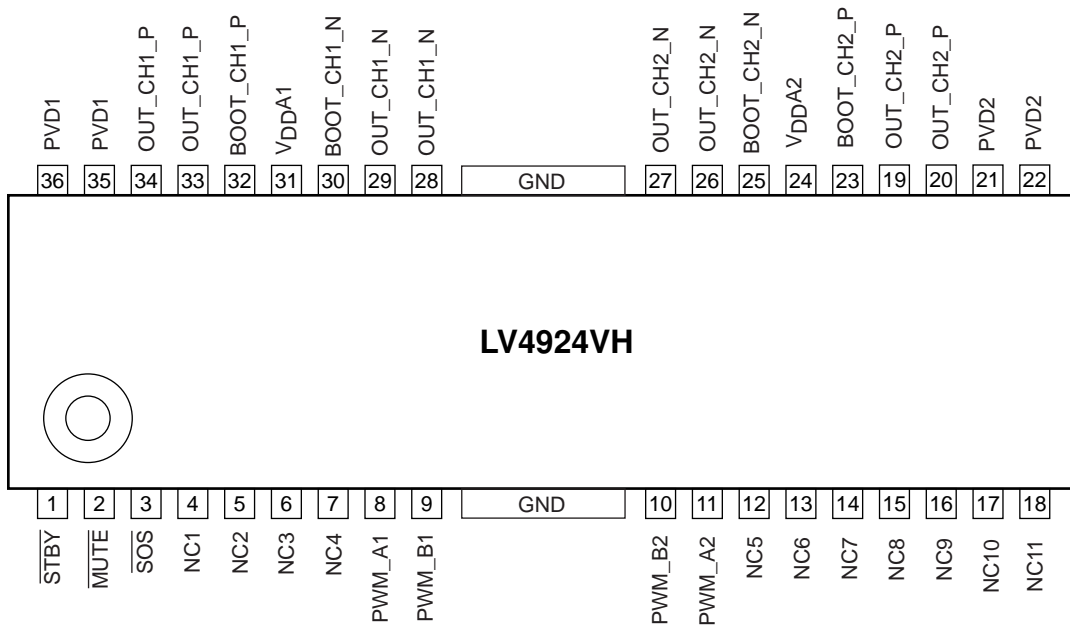 PVD1 PVD1 OUT_CH1_P OUT_CH1_P BOOT_CH1_P VDDA1 BOOT_CH1_N OUT_CH1_N OUT_CH1_N OUT_CH2_N OUT_CH2_N BOOT_CH2_N VDDA2 BOOT_CH2_P OUT_CH2_P OUT_CH2_P PVD2 PVD2
36 35 34 33 32 31 30 29 28 GND 27 26 25 24 23 19 20 21 22
LV4924VH
1 2 3 4 5 6 7 8 9 GND 10 11 12 13 14 15 16 17 18
STBY MUTE SOS NC1 NC2 NC3 NC4 PWM_A1 PWM_B1 PWM_B2 PWM_A2 NC5 NC6 NC7 NC8 NC9 NC10 NC11